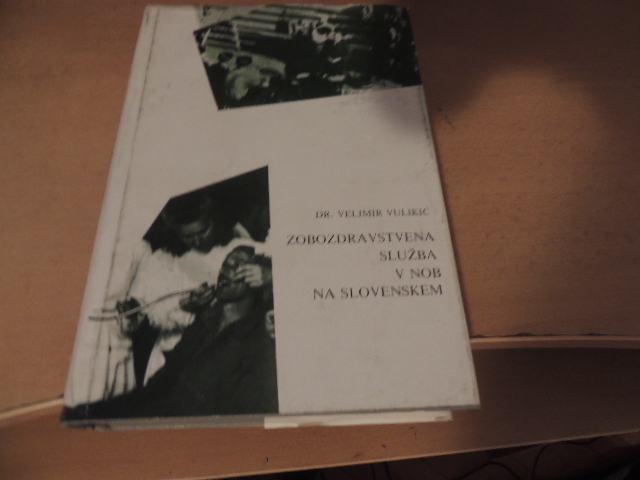 DR. VELIMIR VULIKIĆ
ZOBOZDRAVSTVENA
SLUŽBA
V NOB
NA SLOVENSKEM